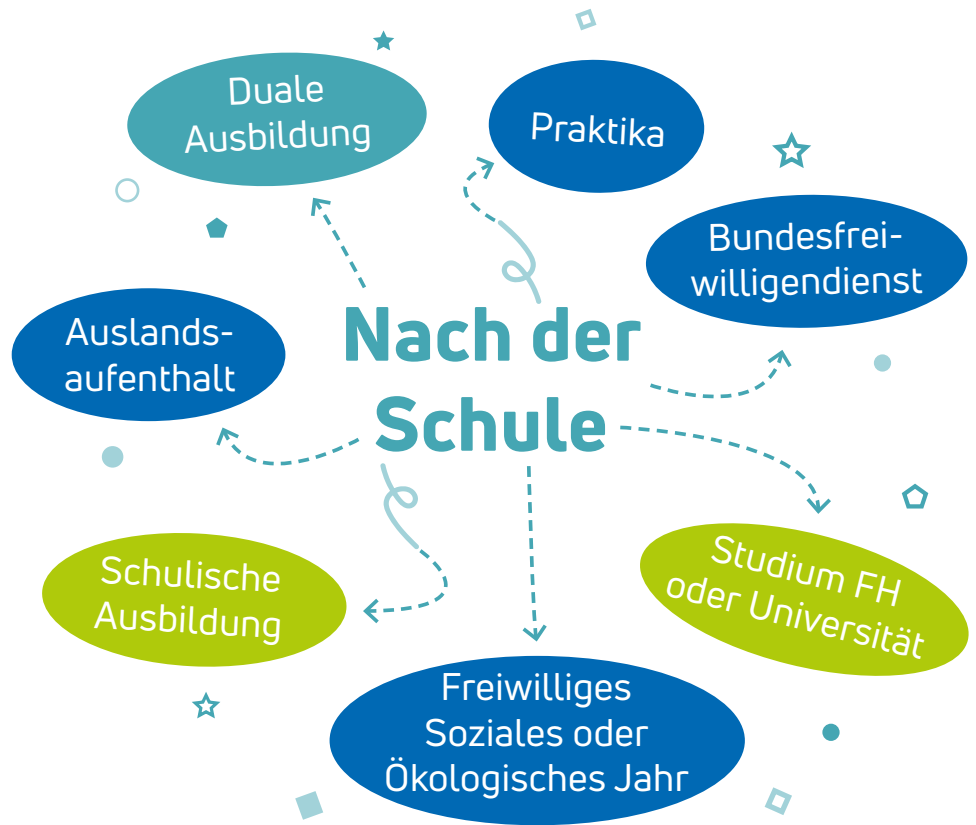 Duale
Ausbildung
Praktika
Bundesfrei-
willigendienst
Auslands-
aufenthalt
Nach der
Schule
Schulische
Ausbildung
Studium FH
oder Universität
Freiwilliges
Soziales oder
Ökologisches Jahr